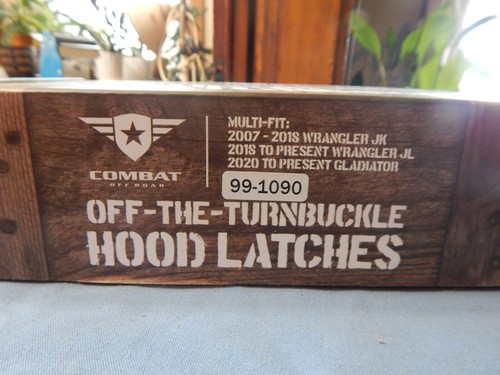 COMBAT
OFF ROAD
MULTI-FIT:
2007 - 2018 WRANGLER JK
2018 TO PRESENT WRANGLER JL
2020 TO PRESENT GLADIATOR
99-1090
OFF-THE-TURNBUCKLE
HOOD LATCHES